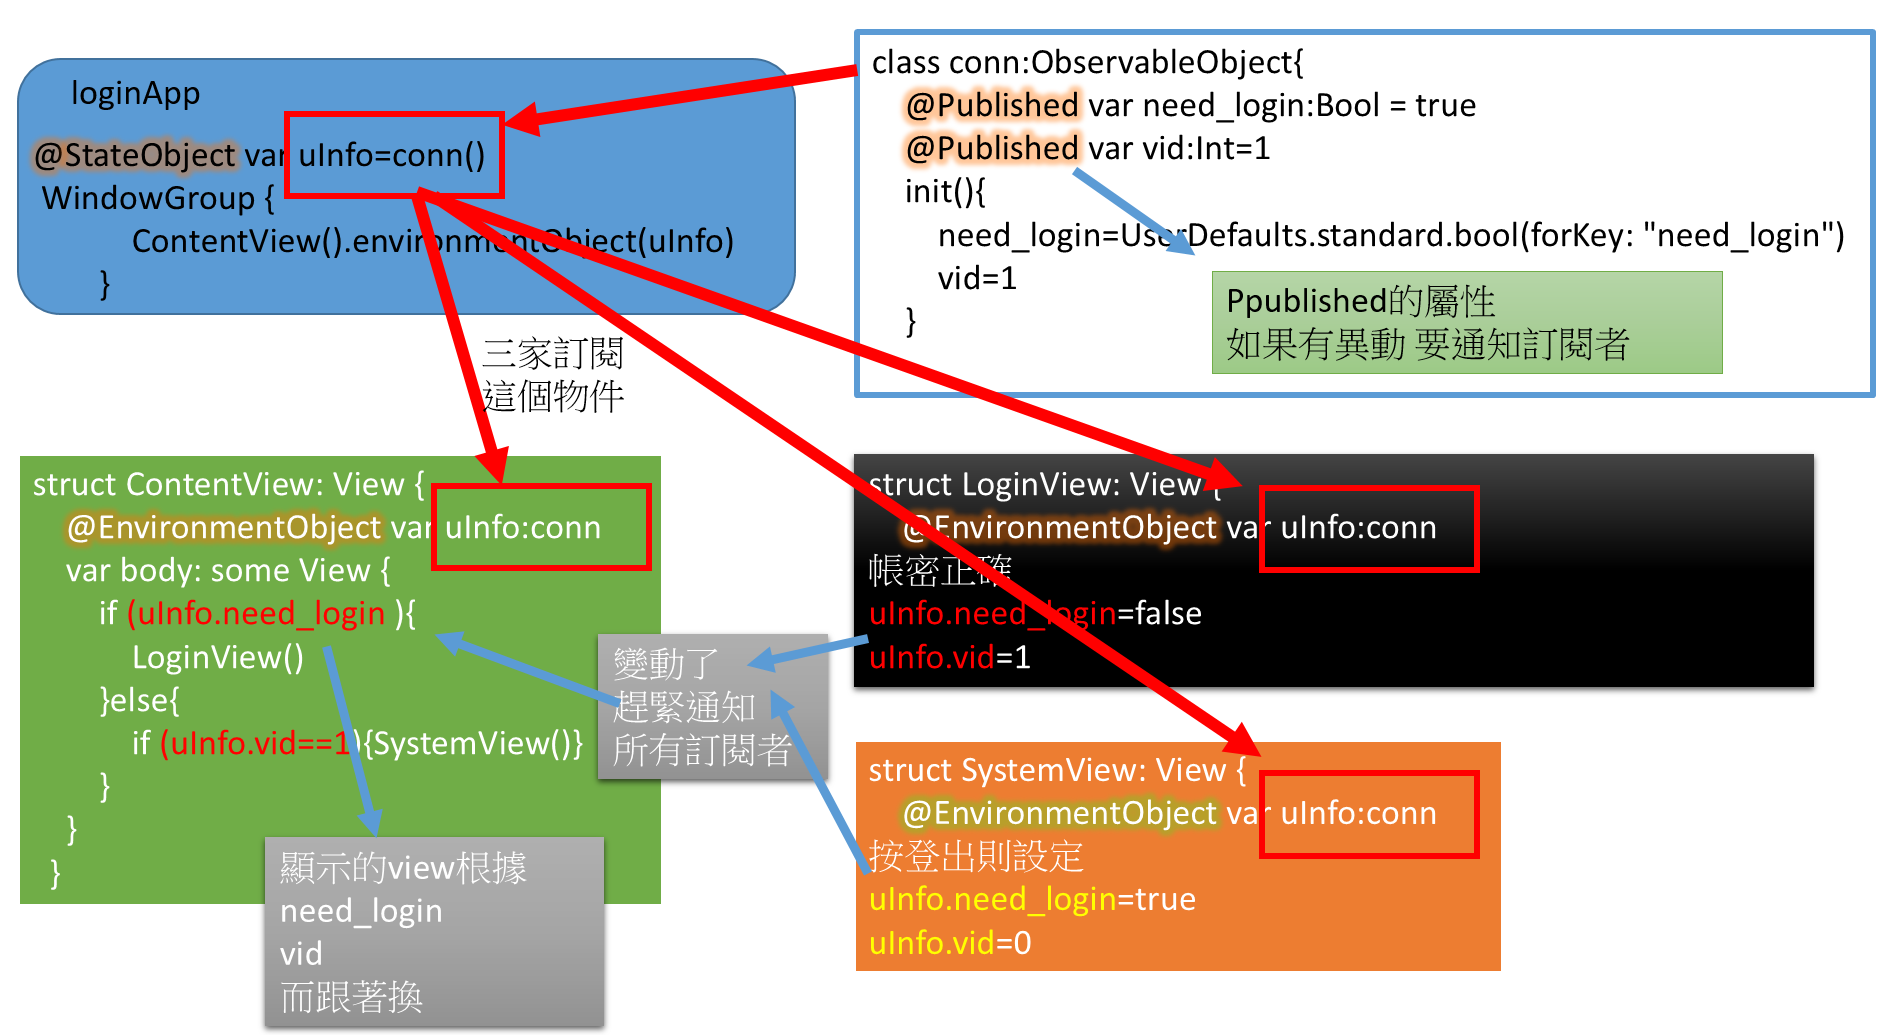 loginApp
@StateObject var uInfo=conn()
WindowGroup {
ContentView().environmentObject(uInfo)
}
class conn:ObservableObject{
@Published var need_login:Bool = true
@Published var vid:Int=1
init(){
need_login=UserDefaults.standard.bool(forKey: "need_login")
vid=1
}
Ppublished的屬性
如果有異動 要通知訂閱者
三家訂閱
這個物件
struct ContentView: View {
@EnvironmentObject var uInfo:conn
var body: some View {
if (uInfo.need_login ){
LoginView()
}else{
if (uInfo.vid==1){SystemView()}
}
}
}
struct LoginView: View {
@EnvironmentObject var uInfo:conn
帳密正確
uInfo.need_login=false
uInfo.vid=1
變動了
趕緊通知
所有訂閱者
struct SystemView: View {
@EnvironmentObject var uInfo:conn
按登出則設定
uInfo.need_login=true
uInfo.vid=0
顯示的view根據
need_login
vid
而跟著換